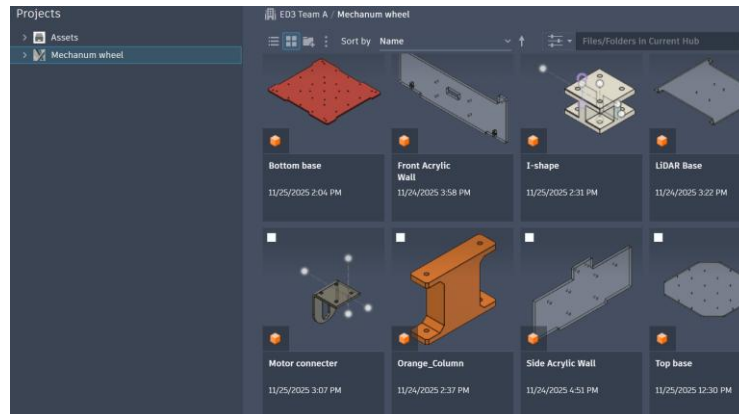 Projects
Assets
Mechanum wheel
ED3 Team A / Mechanum wheel
Sort by Name
Files/Folders in Current Hub
Bottom base
11/25/2025 2:04 PM
Front Acrylic
Wall
11/24/2025 3:58 PM
I-shape
11/25/2025 2:31 PM
LiDAR Base
11/24/2025 3:22 PM
Motor connecter
11/25/2025 3:07 PM
Orange_Column
11/24/2025 2:37 PM
Side Acrylic Wall
11/24/2025 4:51 PM
Top base
11/25/2025 12:30 PM